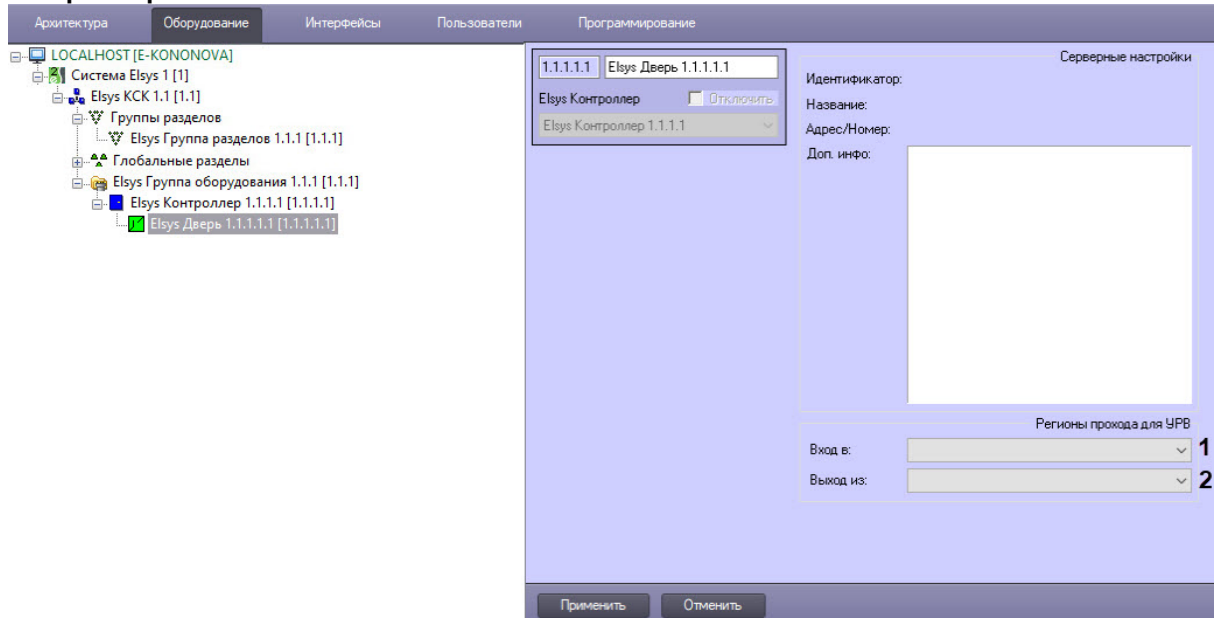 Архитектура Оборудование Интерфейсы Пользователи Программирование
LOCALHOST [E-KONONOVA]
Система Elsys 1 [1]
Elsys КСК 1.1 [1.1]
Группы разделов
Elsys Группа разделов 1.1.1 [1.1.1]
Глобальные разделы
Elsys Группа оборудования 1.1.1 [1.1.1]
Elsys Контроллер 1.1.1.1 [1.1.1.1]
Elsys Дверь 1.1.1.1.1 [1.1.1.1.1]
1.1.1.1.1 Elsys Дверь 1.1.1.1.1
Elsys Контроллер Отключить
Elsys Контроллер 1.1.1.1
Серверные настройки
Идентификатор:
Название:
Адрес/Номер:
Доп. инфо:
Регионы прохода для УРВ
Вход в: 1
Выход из: 2
Применить Отменить